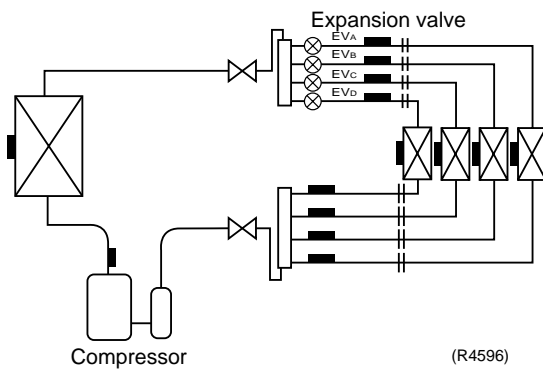 Expansion valve
EVA
EVB
EVC
EVD
Compressor
(R4596)